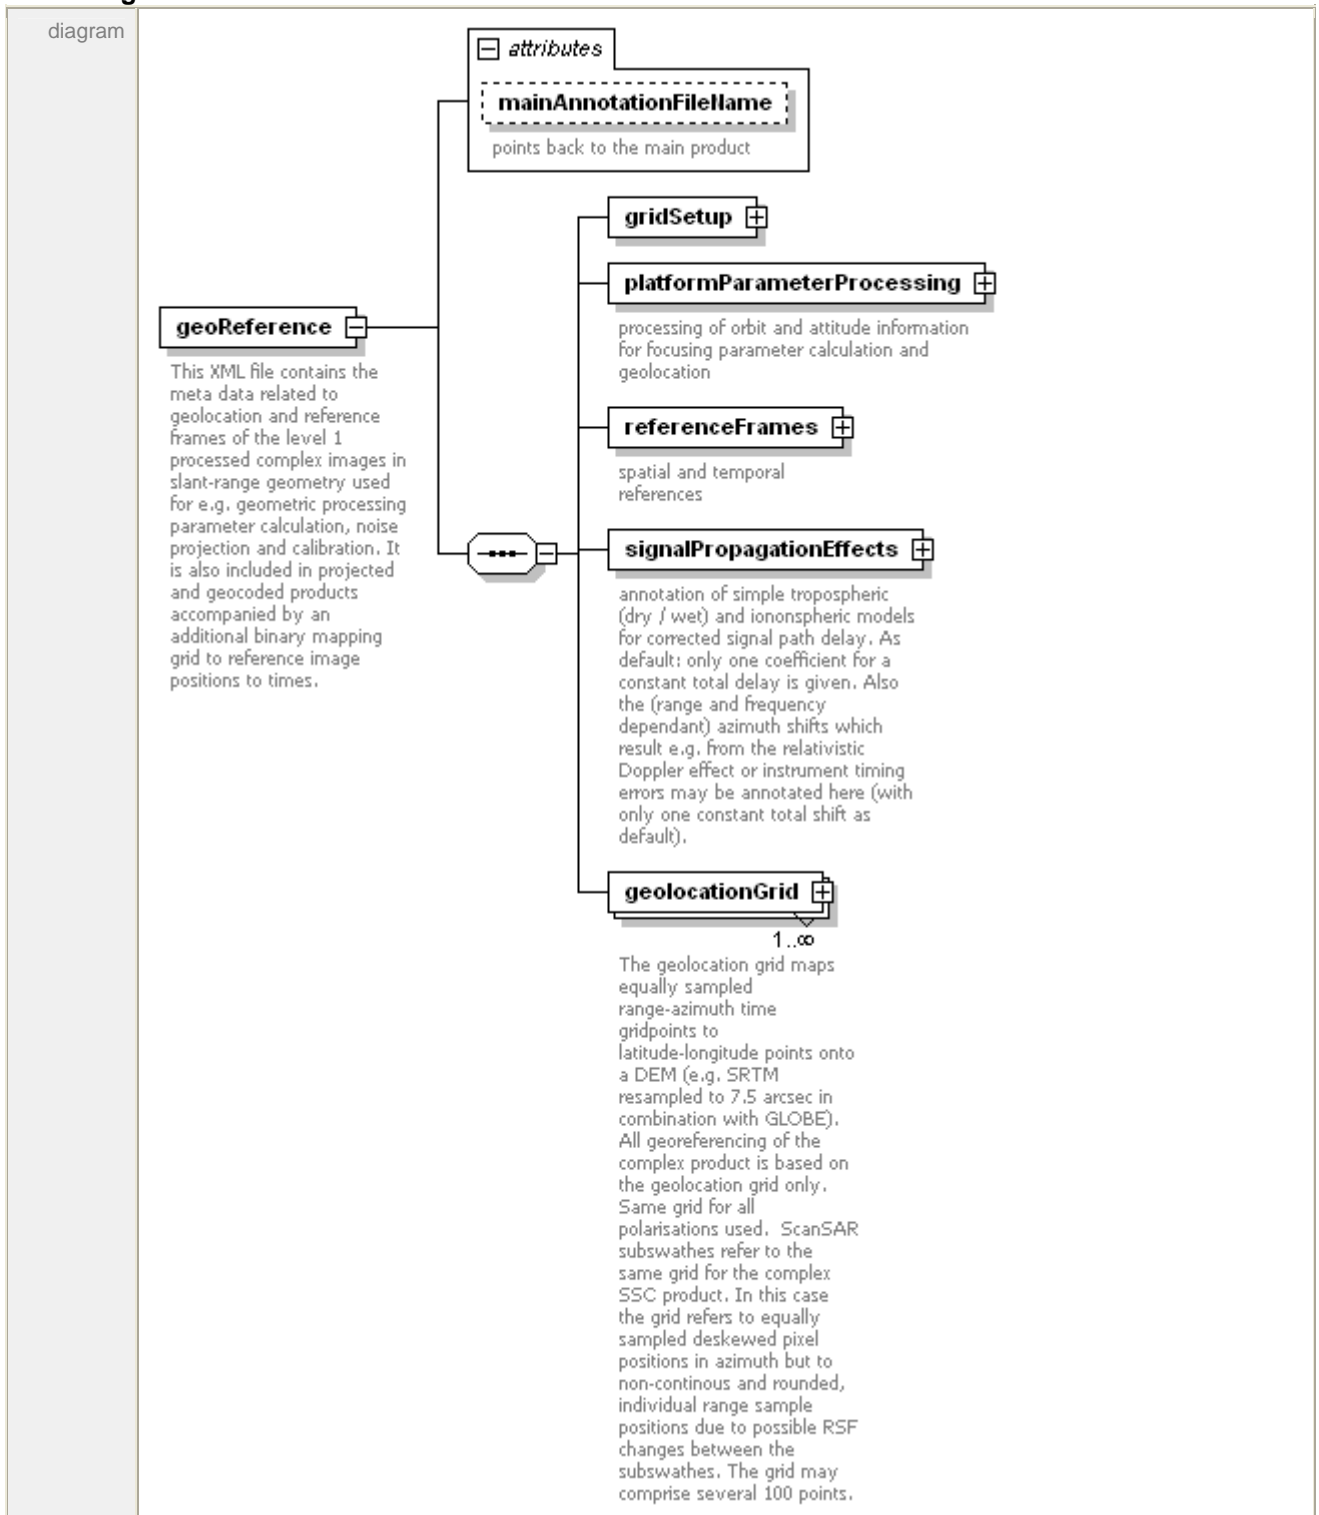 diagram
attributes
mainAnnotationFileName
points back to the main product
gridSetup
platformParameterProcessing
processing of orbit and attitude information
for focusing parameter calculation and
geolocation
geoReference
This XML file contains the
meta data related to
geolocation and reference
frames of the level 1
processed complex images in
slant-range geometry used
for e.g. geometric processing
parameter calculation, noise
projection and calibration. It
is also included in projected
and geocoded products
accompanied by an
additional binary mapping
grid to reference image
positions to times.
referenceFrames
spatial and temporal
references
signalPropagationEffects
annotation of simple tropospheric
(dry / wet) and iononspheric models
for corrected signal path delay. As
default: only one coefficient for a
constant total delay is given. Also
the (range and frequency
dependant) azimuth shifts which
result e.g. from the relativistic
Doppler effect or instrument timing
errors may be annotated here (with
only one constant total shift as
default).
geolocationGrid
1..∞
The geolocation grid maps
equally sampled
range-azimuth time
gridpoints to
latitude-longitude points onto
a DEM (e.g. SRTM
resampled to 7.5 arcsec in
combination with GLOBE).
All georeferencing of the
complex product is based on
the geolocation grid only.
Same grid for all
polarisations used.  ScanSAR
subswathes refer to the
same grid for the complex
SSC product. In this case
the grid refers to equally
sampled deskewed pixel
positions in azimuth but to
non-continous and rounded,
individual range sample
positions due to possible RSF
changes between the
subswathes. The grid may
comprise several 100 points.